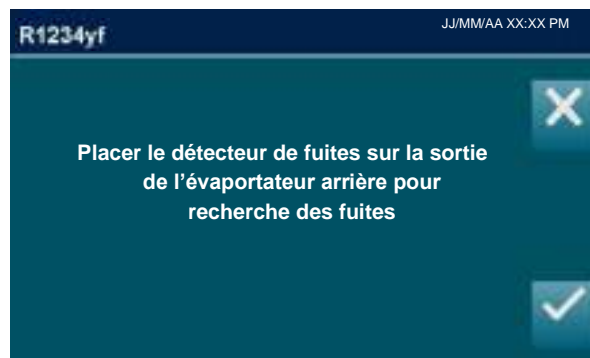 R1234yf
JJ/MM/AA XX:XX PM
Placer le détecteur de fuites sur la sortie
de l'évaportateur arrière pour
recherche des fuites